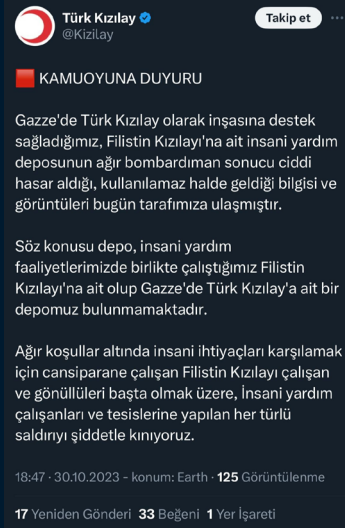 Türk Kızılay
Takip et
@Kizilay
KAMUOYUNA DUYURU
Gazze'de Türk Kızılay olarak inşasına destek
sağladığımız, Filistin Kızılayı'na ait insani yardım
deposunun ağır bombardıman sonucu ciddi
hasar aldığı, kullanılamaz halde geldiği bilgisi ve
görüntüleri bugün tarafımıza ulaşmıştır.
Söz konusu depo, insani yardım
faaliyetlerimizde birlikte çalıştığımız Filistin
Kızılayı'na ait olup Gazze'de Türk Kızılay'a ait bir
depomuz bulunmamaktadır.
Ağır koşullar altında insani ihtiyaçları karşılamak
için cansiparane çalışan Filistin Kızılayı çalışan
ve gönüllüleri başta olmak üzere, İnsani yardım
çalışanları ve tesislerine yapılan her türlü
saldırıyı şiddetle kınıyoruz.
18:47 · 30.10.2023 - konum: Earth · 125 Görüntülenme
17 Yeniden Gönderi 33 Beğeni 1 Yer İşareti